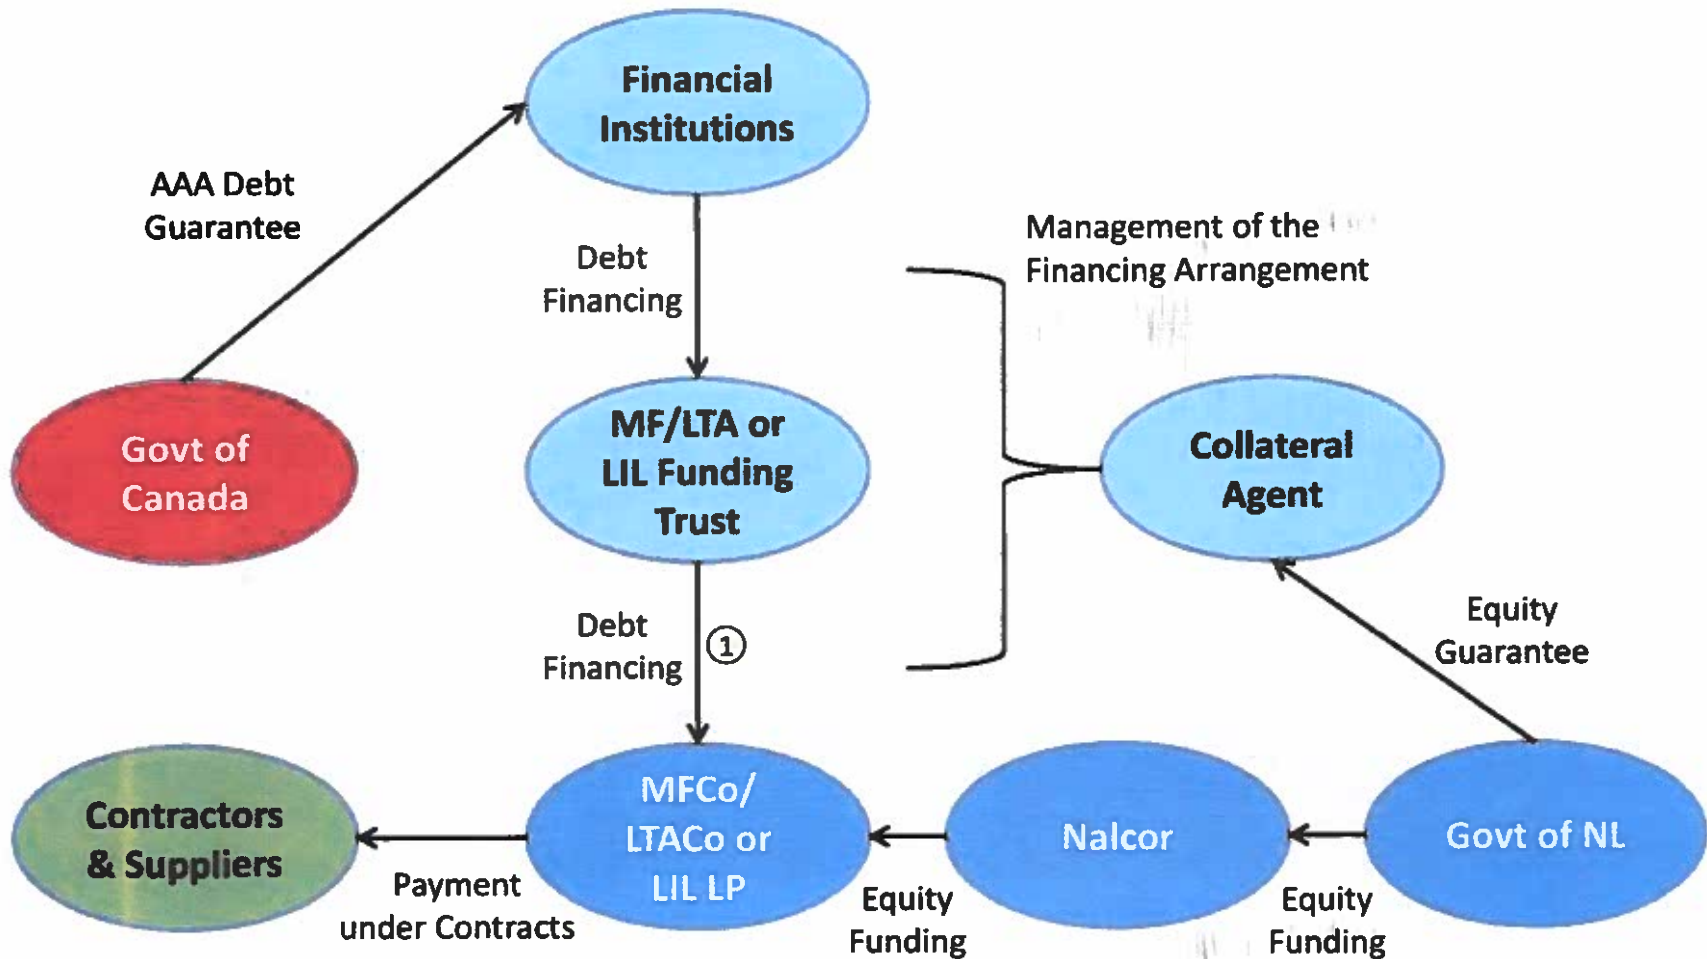 Financial
Institutions
AAA Debt
Guarantee
Debt
Financing
Management of the
Financing Arrangement
Govt of
Canada
MF/LTA or
LIL Funding
Trust
Collateral
Agent
Debt
Financing
1
Equity
Guarantee
Contractors
& Suppliers
MFCo/
LTACo or
LIL LP
Nalcor
Govt of NL
Payment
under Contracts
Equity
Funding
Equity
Funding